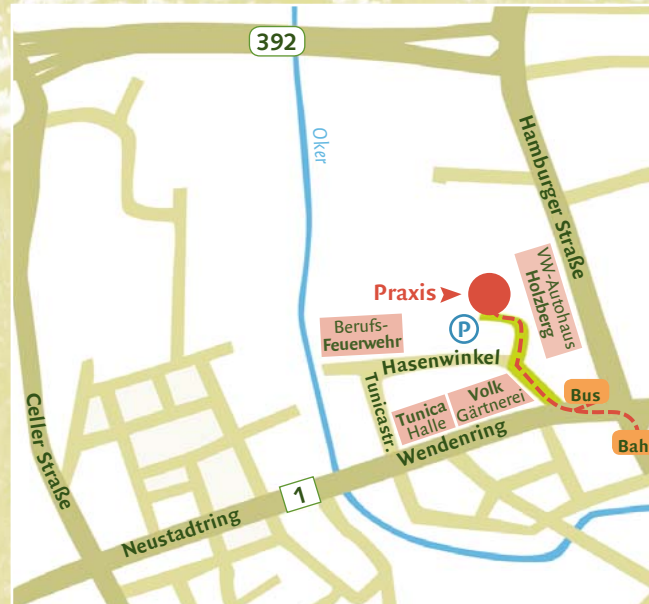 392
Oker
Hamburger Straße
VW-Autohaus
Holzberg
Praxis
P
Berufs-
Feuerwehr
Hasenwinkel
Tunicastr.
Tunica
Halle
Volk
Gärtnerei
Bus
Bah
Wendenring
Celler Straße
1
Neustadtring